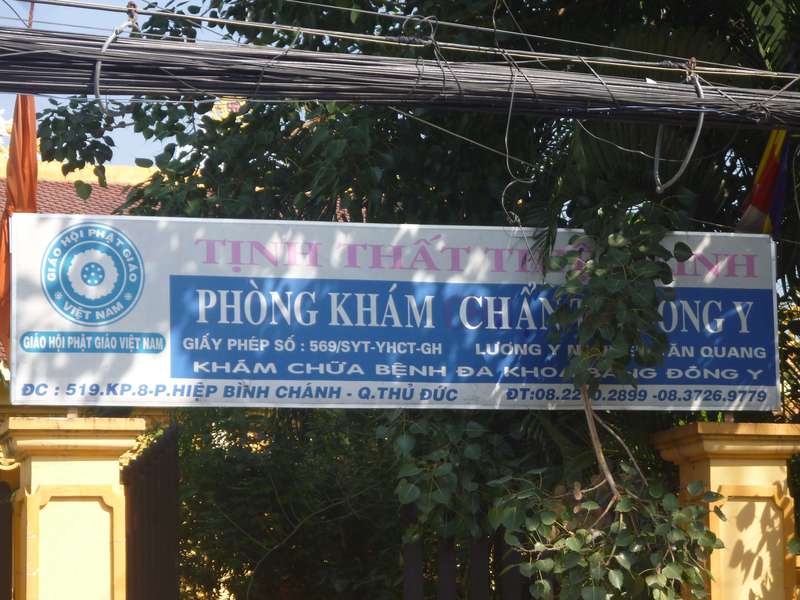 GIÁO HỘI PHẬT GIÁO
VIỆT NAM
GIÁO HỘI PHẬT GIÁO VIỆT NAM
TỊNH THẤT
PHÒNG KHÁM CHẨN Y
GIẤY PHÉP SỐ : 569/SYT-YHCT-GH LƯƠNG Y QUANG
KHÁM CHỮA BỆNH ĐA KHOA BẰNG ĐÔNG Y
ĐC : 519.KP.8-P.HIỆP BÌNH CHÁNH - Q.THỦ ĐỨC ĐT:08.22 0.2899 -08.3726.9779